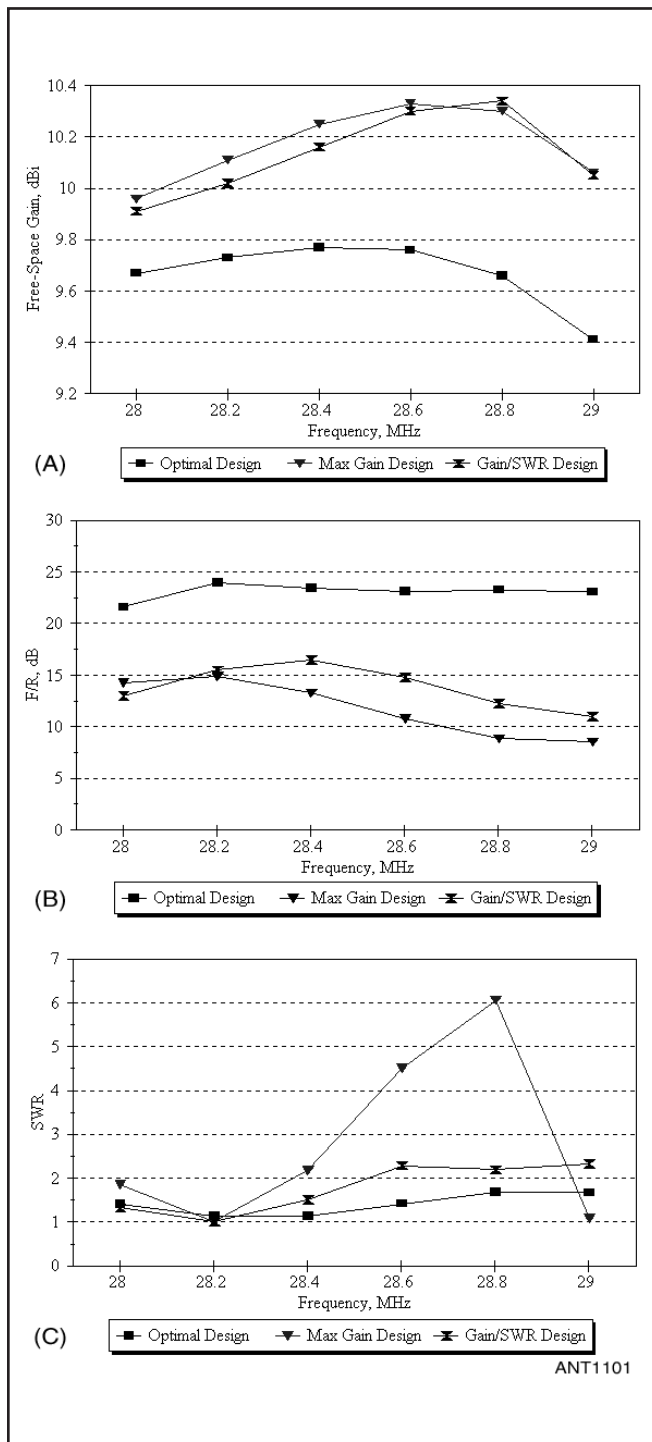 10.4
10.2
10
9.8
9.6
9.4
9.2
Free-Space Gain, dBi
28 28.2 28.4 28.6 28.8 29
Frequency, MHz
(A)
Optimal Design Max Gain Design Gain/SWR Design
30
25
20
15
10
5
0
F/R, dB
28 28.2 28.4 28.6 28.8 29
Frequency, MHz
(B)
Optimal Design Max Gain Design Gain/SWR Design
7
6
5
4
3
2
1
0
SWR
28 28.2 28.4 28.6 28.8 29
Frequency, MHz
(C)
Optimal Design Max Gain Design Gain/SWR Design
ANT1101